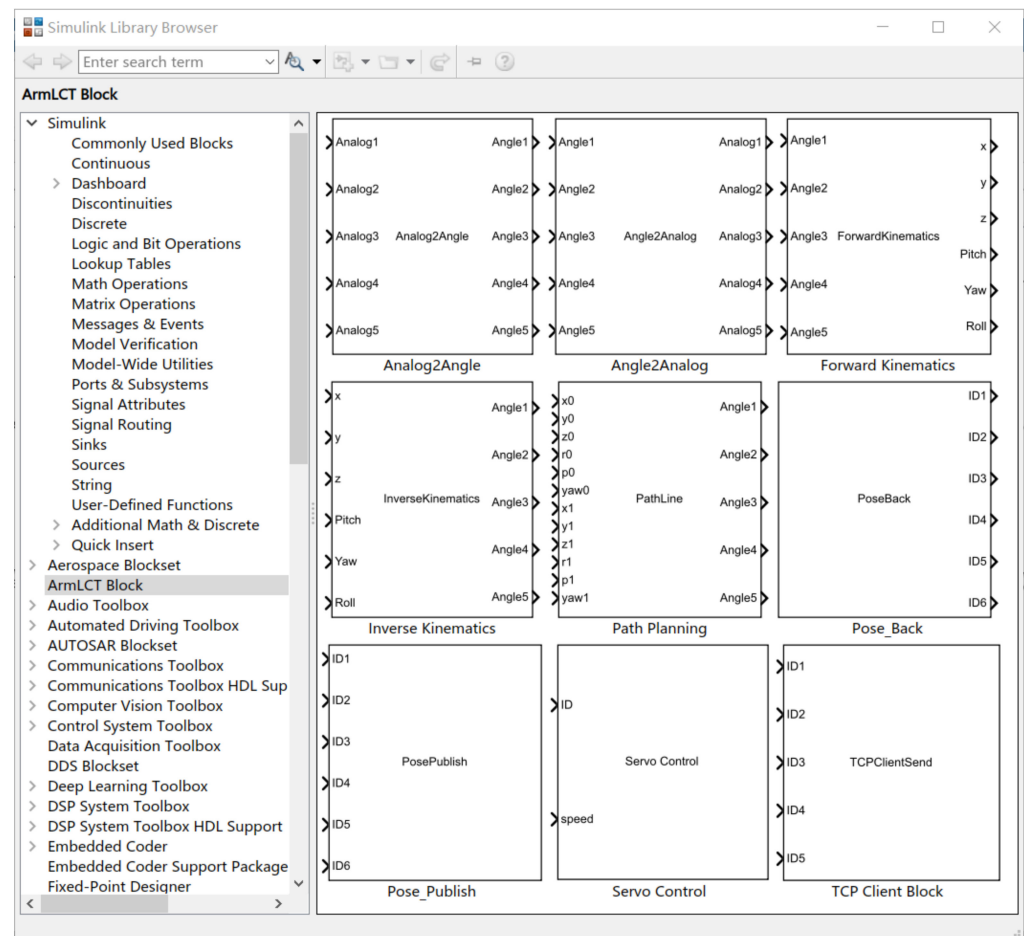 Simulink Library Browser
Enter search term
ArmLCT Block
Simulink
Commonly Used Blocks
Continuous
Dashboard
Discontinuities
Discrete
Logic and Bit Operations
Lookup Tables
Math Operations
Matrix Operations
Messages & Events
Model Verification
Model-Wide Utilities
Ports & Subsystems
Signal Attributes
Signal Routing
Sinks
Sources
String
User-Defined Functions
Additional Math & Discrete
Quick Insert
Aerospace Blockset
ArmLCT Block
Audio Toolbox
Automated Driving Toolbox
AUTOSAR Blockset
Communications Toolbox
Communications Toolbox HDL Sup
Computer Vision Toolbox
Control System Toolbox
Data Acquisition Toolbox
DDS Blockset
Deep Learning Toolbox
DSP System Toolbox
DSP System Toolbox HDL Support
Embedded Coder
Embedded Coder Support Package
Fixed-Point Designer
Analog1
Analog2
Analog3
Analog4
Analog5
Analog2Angle
Angle1
Angle2
Angle3
Angle4
Angle5
Analog2Angle
Angle1
Angle2
Angle3
Angle4
Angle5
Angle2Analog
Analog1
Analog2
Analog3
Analog4
Analog5
Angle2Analog
Angle1
Angle2
Angle3
Angle4
Angle5
ForwardKinematics
x
y
z
Pitch
Yaw
Roll
Forward Kinematics
x
y
z
Pitch
Yaw
Roll
InverseKinematics
Angle1
Angle2
Angle3
Angle4
Angle5
Inverse Kinematics
x0
y0
z0
r0
p0
yaw0
x1
y1
z1
r1
p1
yaw1
PathLine
Angle1
Angle2
Angle3
Angle4
Angle5
Path Planning
PoseBack
ID1
ID2
ID3
ID4
ID5
ID6
Pose_Back
ID1
ID2
ID3
ID4
ID5
ID6
PosePublish
Pose_Publish
ID
speed
Servo Control
Servo Control
ID1
ID2
ID3
ID4
ID5
TCPClientSend
TCP Client Block